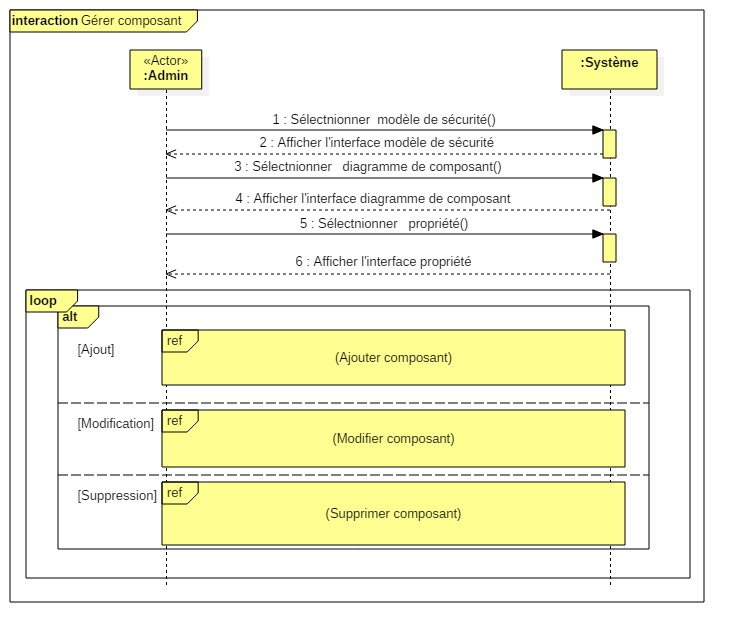 interaction Gérer composant
«Actor»
:Admin
:Système
1 : Sélectnionner modèle de sécurité()
2 : Afficher l'interface modèle de sécurité
3 : Sélectnionner diagramme de composant()
4 : Afficher l'interface diagramme de composant
5 : Sélectnionner propriété()
6 : Afficher l'interface propriété
loop
alt
ref
[Ajout]
(Ajouter composant)
ref
[Modification]
(Modifier composant)
ref
[Suppression]
(Supprimer composant)